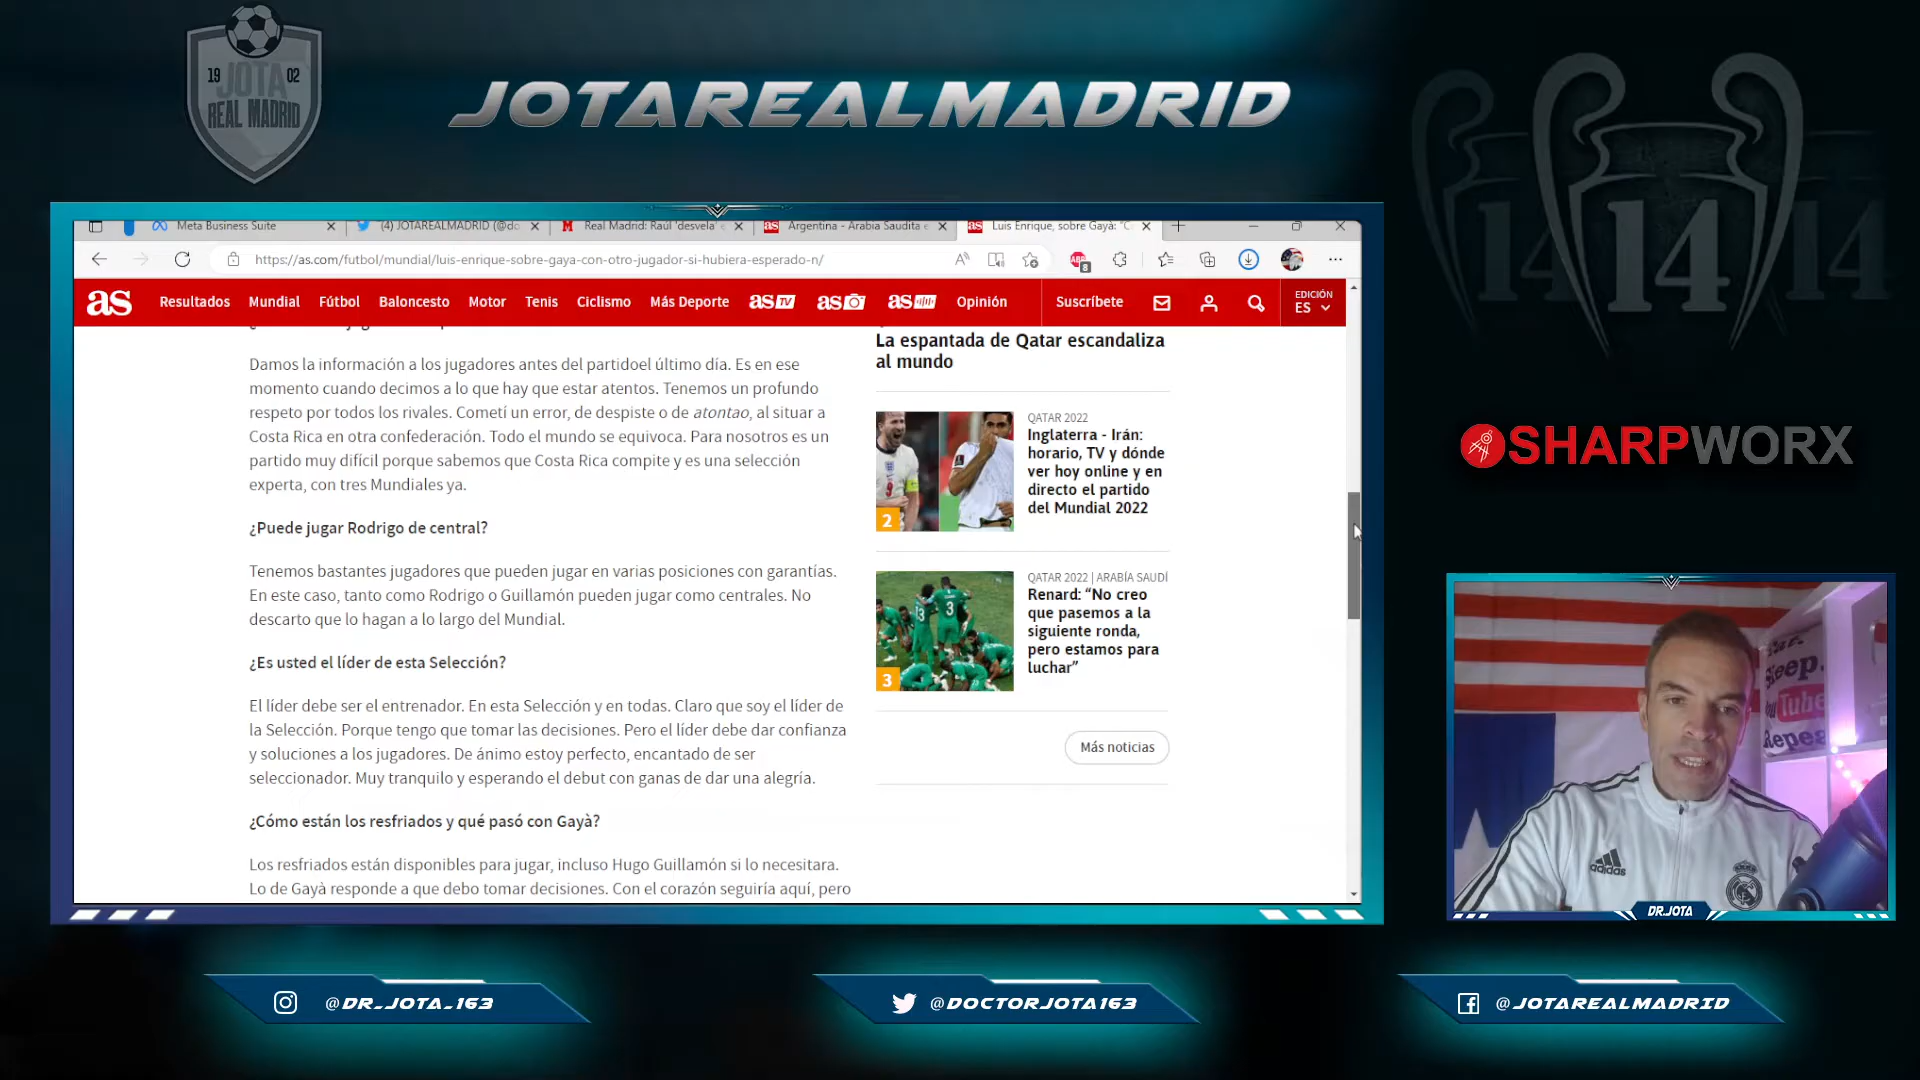 19 02
JOTA
REAL MADRID
JOTAREALMADRID
14 14 14
Meta Business Suite
(4) JOTAREALMADRID (@do
Real Madrid: Raúl 'desvela' e
Argentina - Arabia Saudita e
Luis Enrique, sobre Gayà: "C
https://as.com/futbol/mundial/luis-enrique-sobre-gaya-con-otro-jugador-si-hubiera-esperado-n/
8
as
Resultados
Mundial
Fútbol
Baloncesto
Motor
Tenis
Ciclismo
Más Deporte
as TV
as
as
Opinión
Suscríbete
EDICIÓN
ES
Damos la información a los jugadores antes del partidoel último día. Es en ese
momento cuando decimos a lo que hay que estar atentos. Tenemos un profundo
respeto por todos los rivales. Cometí un error, de despiste o de atontao, al situar a
Costa Rica en otra confederación. Todo el mundo se equivoca. Para nosotros es un
partido muy difícil porque sabemos que Costa Rica compite y es una selección
experta, con tres Mundiales ya.
¿Puede jugar Rodrigo de central?
Tenemos bastantes jugadores que pueden jugar en varias posiciones con garantías.
En este caso, tanto como Rodrigo o Guillamón pueden jugar como centrales. No
descarto que lo hagan a lo largo del Mundial.
¿Es usted el líder de esta Selección?
El líder debe ser el entrenador. En esta Selección y en todas. Claro que soy el líder de
la Selección. Porque tengo que tomar las decisiones. Pero el líder debe dar confianza
y soluciones a los jugadores. De ánimo estoy perfecto, encantado de ser
seleccionador. Muy tranquilo y esperando el debut con ganas de dar una alegría.
¿Cómo están los resfriados y qué pasó con Gayà?
Los resfriados están disponibles para jugar, incluso Hugo Guillamón si lo necesitara.
Lo de Gayà responde a que debo tomar decisiones. Con el corazón seguiría aquí, pero
La espantada de Qatar escandaliza
al mundo
2
QATAR 2022
Inglaterra - Irán:
horario, TV y dónde
ver hoy online y en
directo el partido
del Mundial 2022
3
QATAR 2022 | ARABÍA SAUDÍ
Renard: “No creo
que pasemos a la
siguiente ronda,
pero estamos para
luchar”
Más noticias
SHARPWORX
Sleep.
Tube
Repeat
adidas
DR.JOTA
@DR_JOTA_163
@DOCTORJOTA163
@JOTAREALMADRID